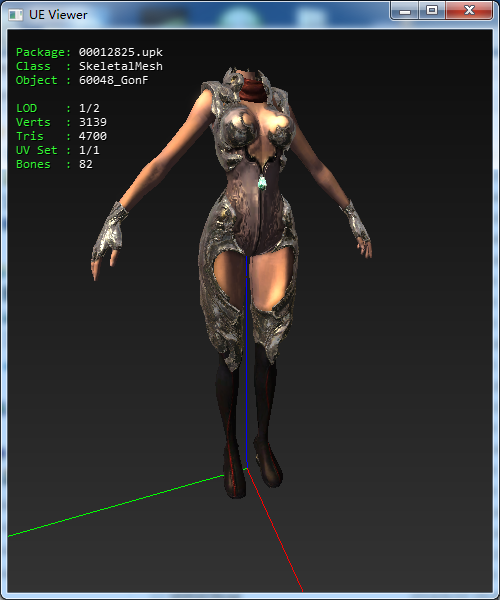 UE Viewer
Package: 00012825.upk
Class : SkeletalMesh
Object : 60048_GonF
LOD : 1/2
Verts : 3139
Tris : 4700
UV Set : 1/1
Bones : 82